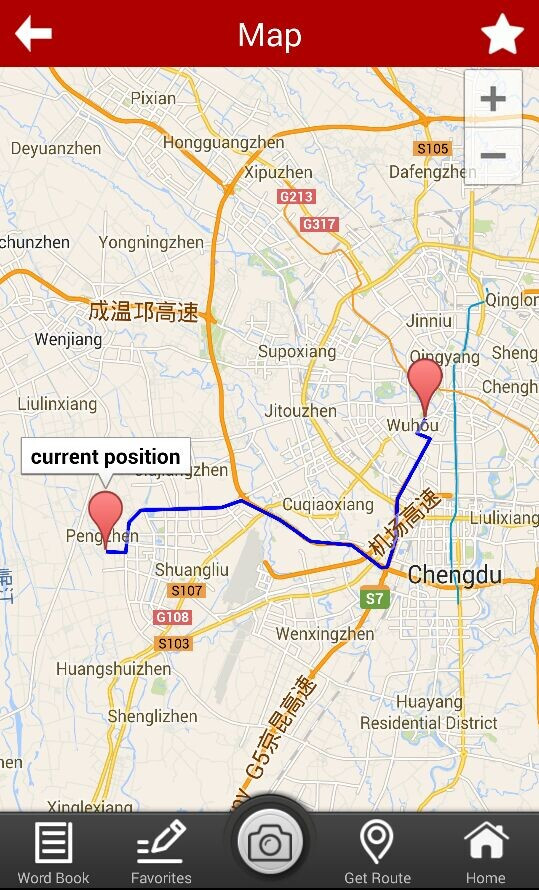 Map
Pixian
Deyuanzhen
Hongguangzhen
S105
Xipuzhen
Dafengzhen
G213
G317
chunzhen
Yongningzhen
Qinglon
成温邛高速
Jinniu
Wenjiang
Supoxiang
Qingyang
Sheng
Chengh
Liulinxiang
Jitouzhen
Wuhou
current position
Cuqiaoxiang
机场高速
Liulixiang
Pengzhen
Shuangliu
Chengdu
S107
S7
G108
Wenxingzhen
S103
Huangshuizhen
Shenglizhen
Huayang
Residential District
G5京昆高速
Xinglexiang
Word Book
Favorites
Get Route
Home